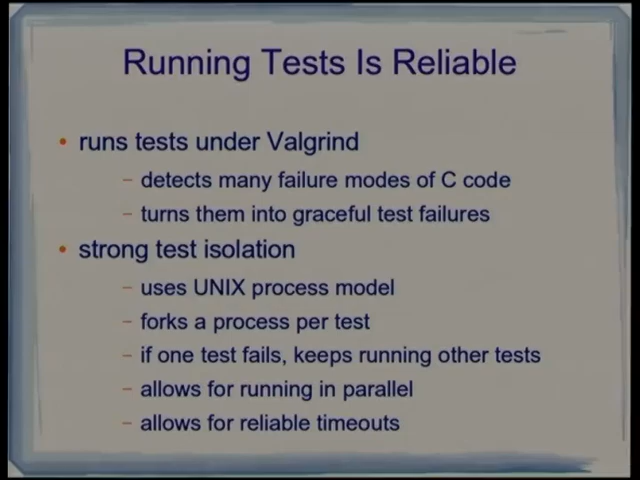 Running Tests Is Reliable
• runs tests under Valgrind
– detects many failure modes of C code
– turns them into graceful test failures
• strong test isolation
– uses UNIX process model
– forks a process per test
– if one test fails, keeps running other tests
– allows for running in parallel
– allows for reliable timeouts